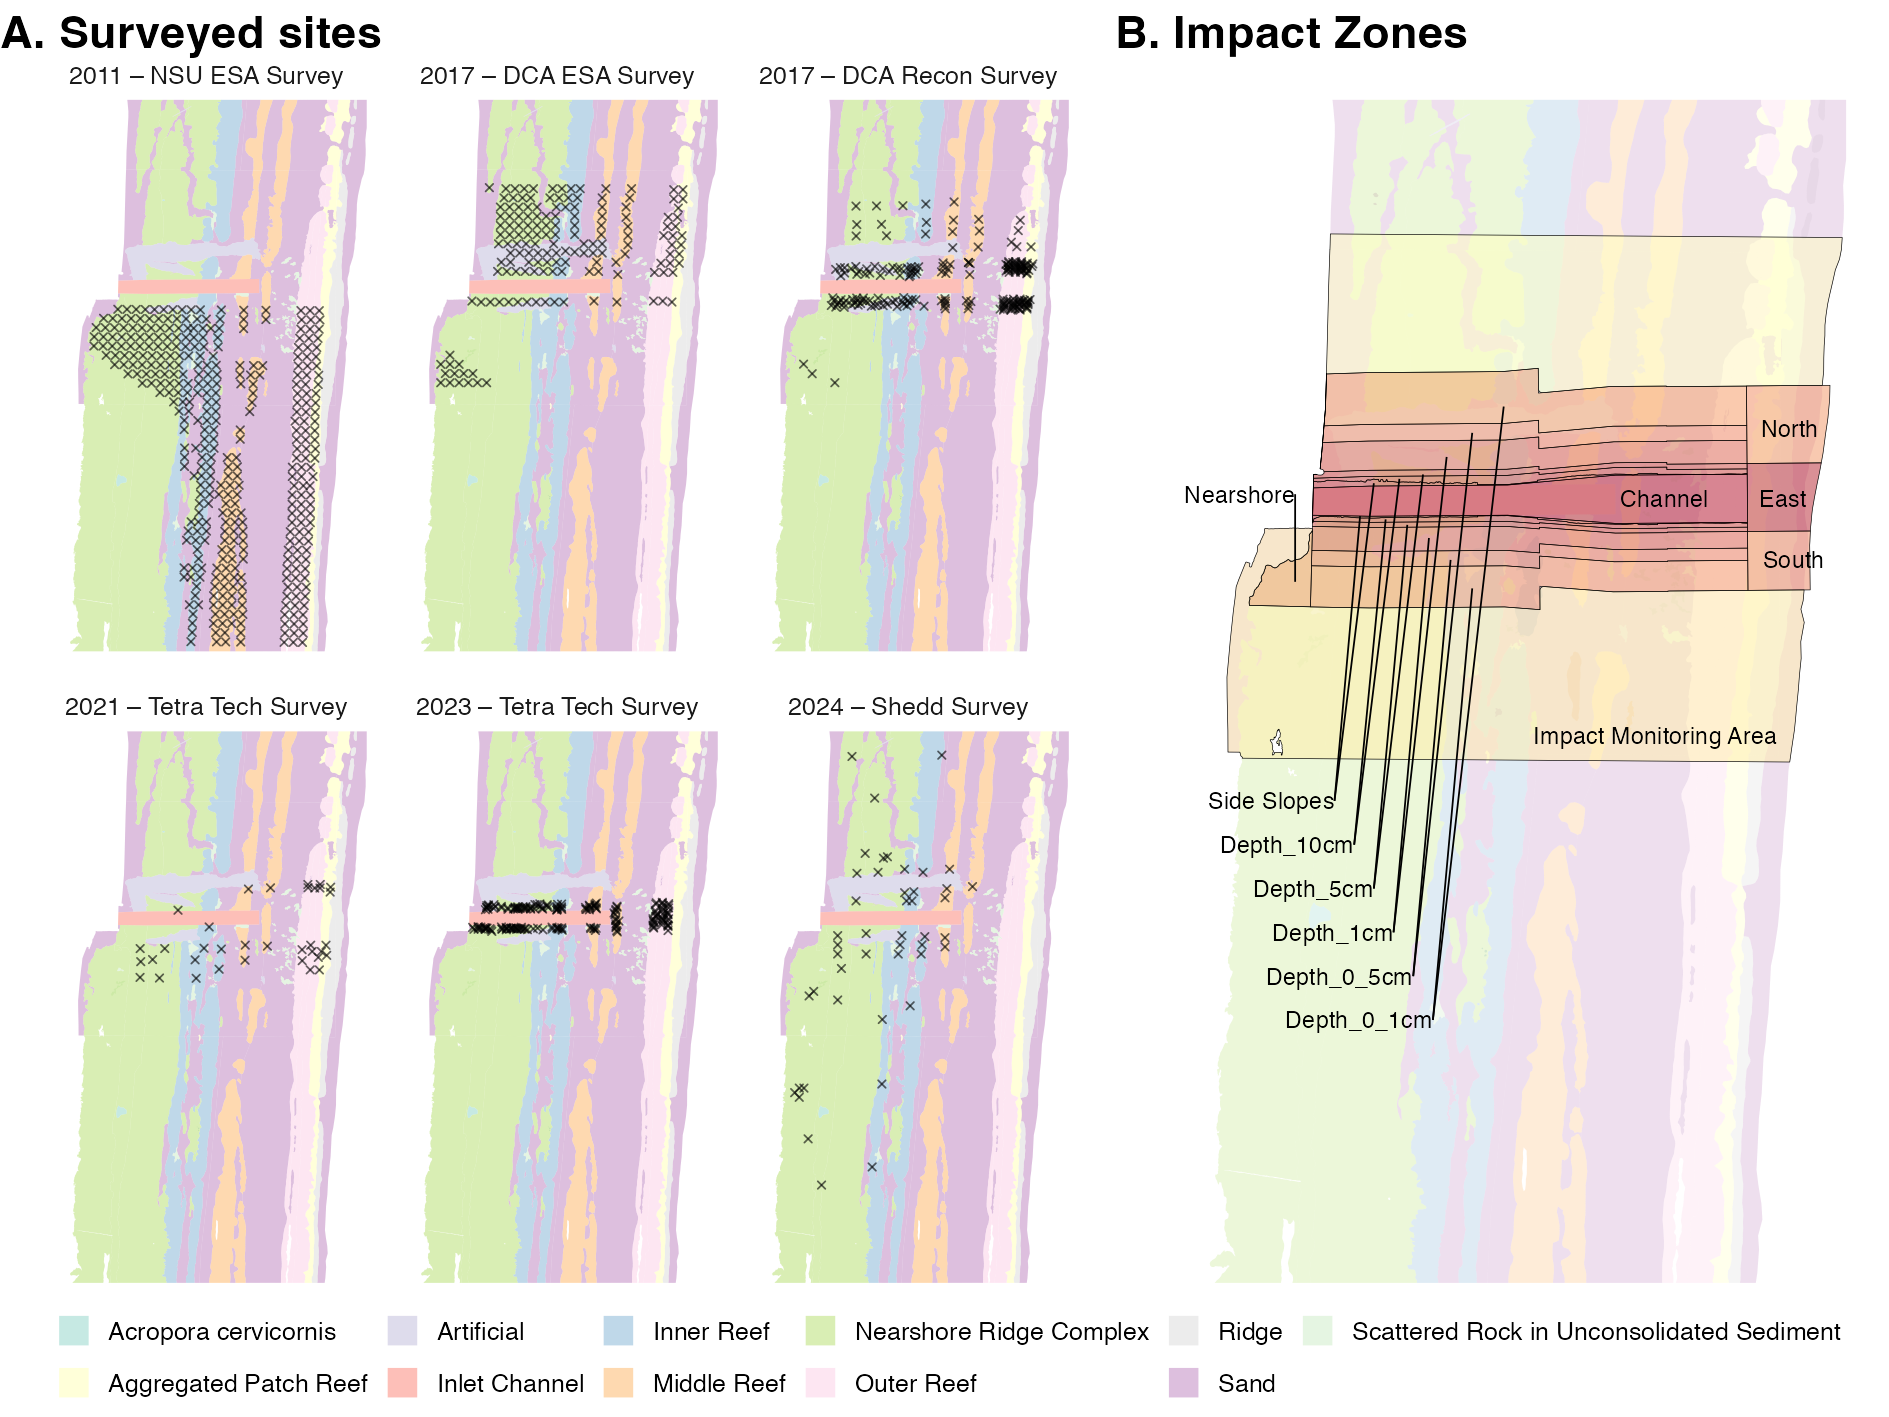 A. Surveyed sites
B. Impact Zones
2011 – NSU ESA Survey
2017 – DCA ESA Survey
2017 – DCA Recon Survey
2021 – Tetra Tech Survey
2023 – Tetra Tech Survey
2024 – Shedd Survey
North
Nearshore
Channel
East
South
Impact Monitoring Area
Side Slopes
Depth_10cm
Depth_5cm
Depth_1cm
Depth_0_5cm
Depth_0_1cm
Acropora cervicornis
Artificial
Inner Reef
Nearshore Ridge Complex
Ridge
Scattered Rock in Unconsolidated Sediment
Aggregated Patch Reef
Inlet Channel
Middle Reef
Outer Reef
Sand